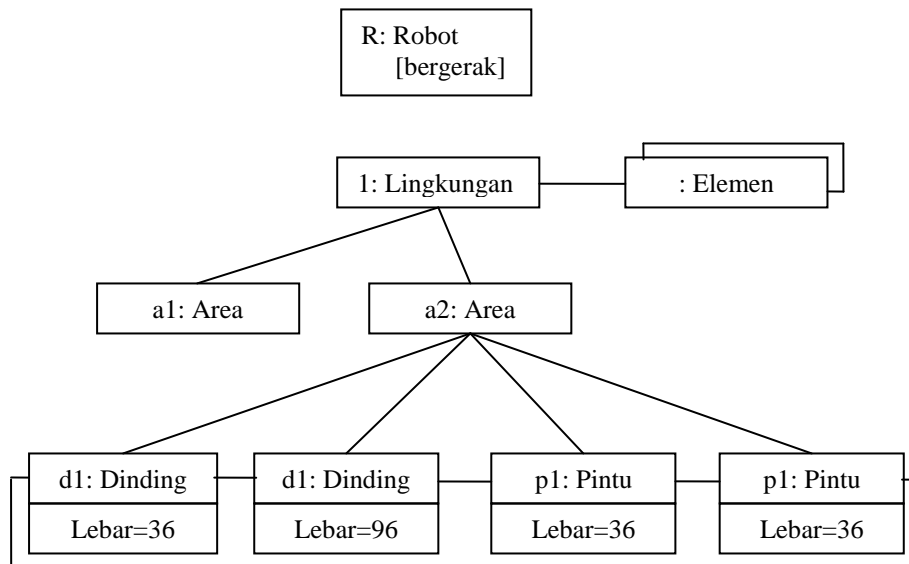 R: Robot
[bergerak]
1: Lingkungan
: Elemen
a1: Area
a2: Area
d1: Dinding
d1: Dinding
p1: Pintu
p1: Pintu
Lebar=36
Lebar=96
Lebar=36
Lebar=36